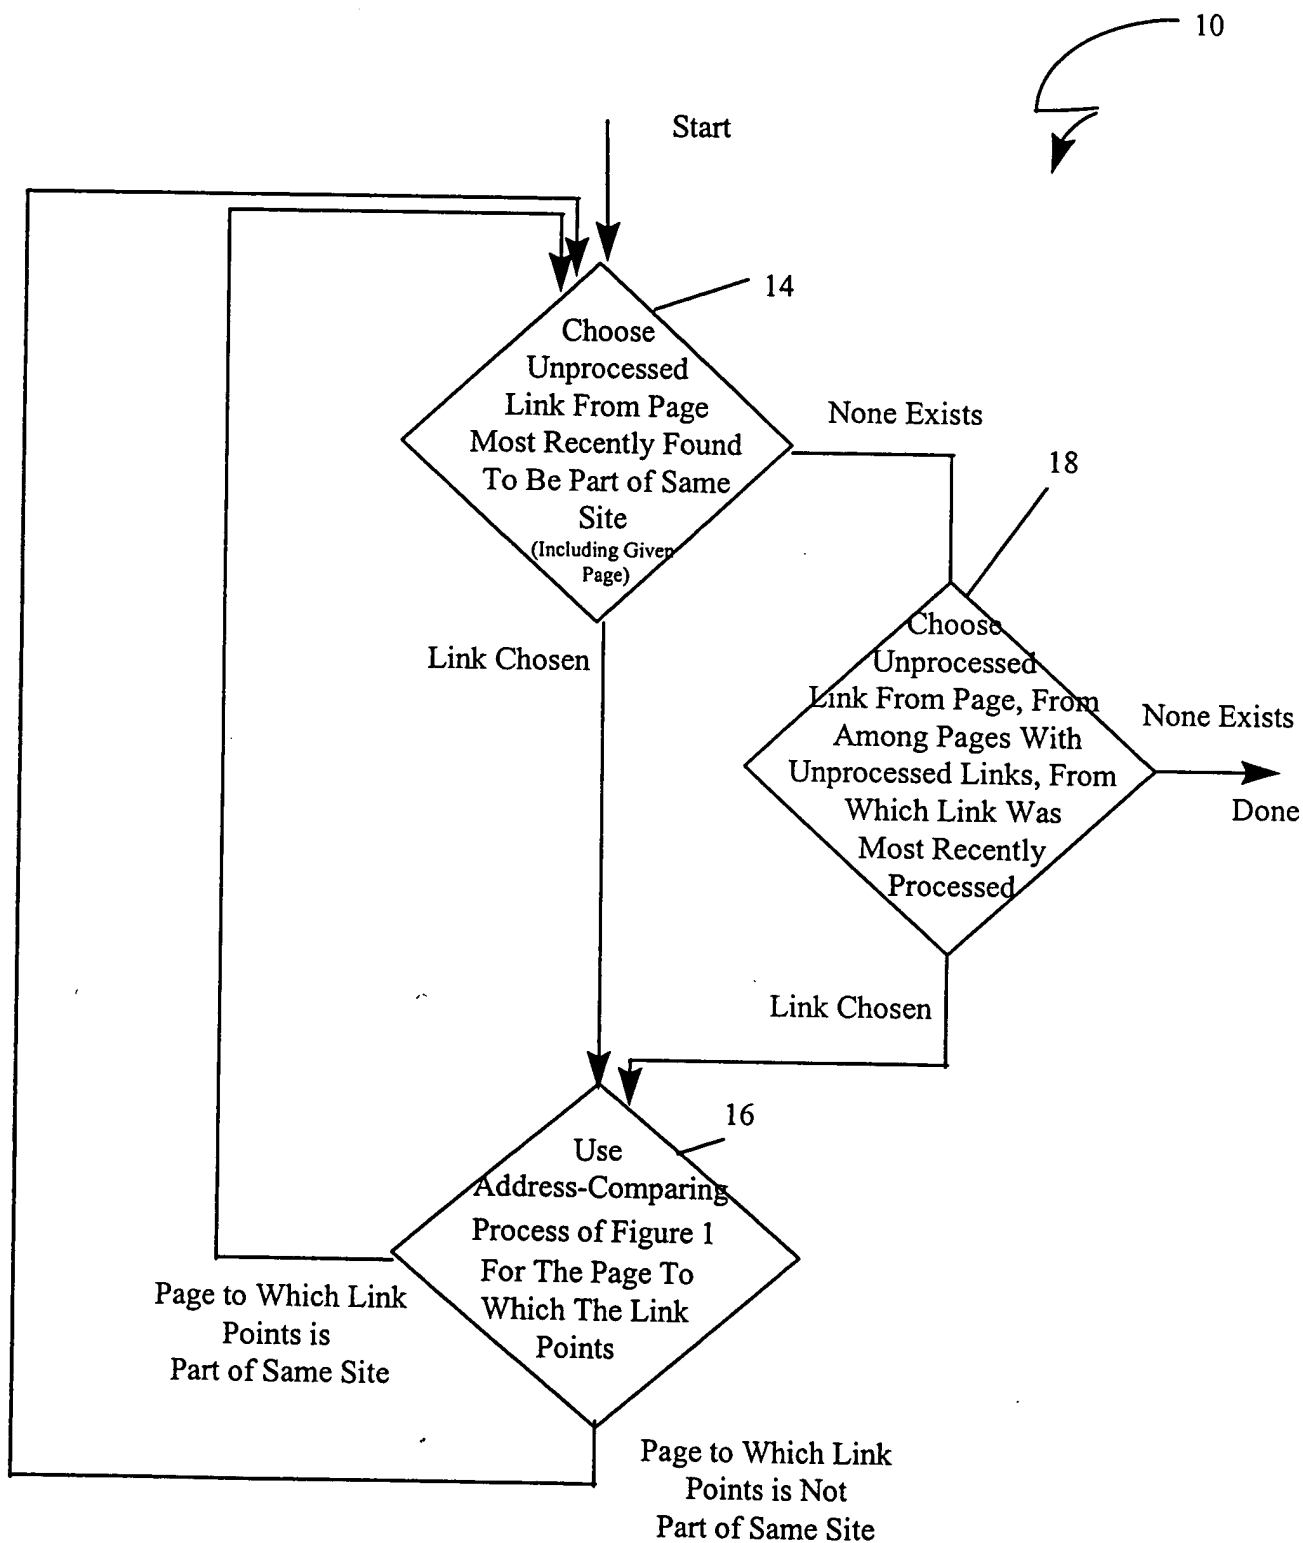 10
Start
14
Choose
Unprocessed
Link From Page
Most Recently Found
To Be Part of Same
Site
(Including Given
Page)
None Exists
18
Link Chosen
Choose
Unprocessed
Link From Page, From
Among Pages With
Unprocessed Links, From
Which Link Was
Most Recently
Processed
None Exists
Done
Link Chosen
16
Use
Address-Comparing
Process of Figure 1
For The Page To
Which The Link
Points
Page to Which Link
Points is
Part of Same Site
Page to Which Link
Points is Not
Part of Same Site